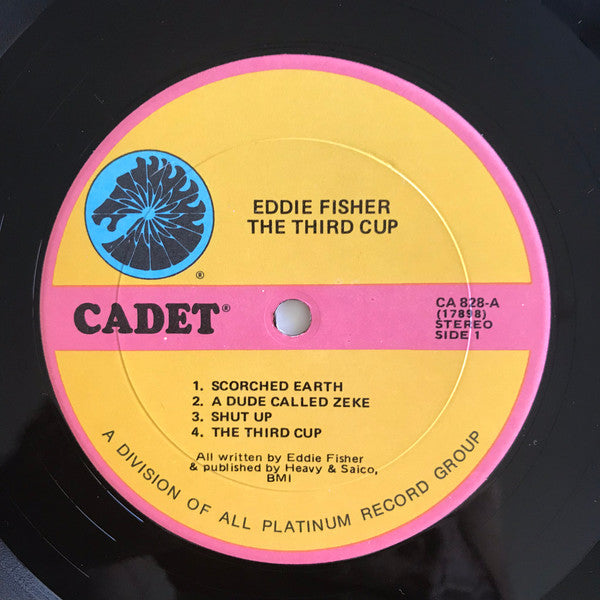 EDDIE FISHER
THE THIRD CUP
®
CADET®
CA 828-A
(17898)
STEREO
SIDE 1
1. SCORCHED EARTH
2. A DUDE CALLED ZEKE
3. SHUT UP
4. THE THIRD CUP
All written by Eddie Fisher
& published by Heavy & Saico,
BMI
A DIVISION OF ALL PLATINUM RECORD GROUP